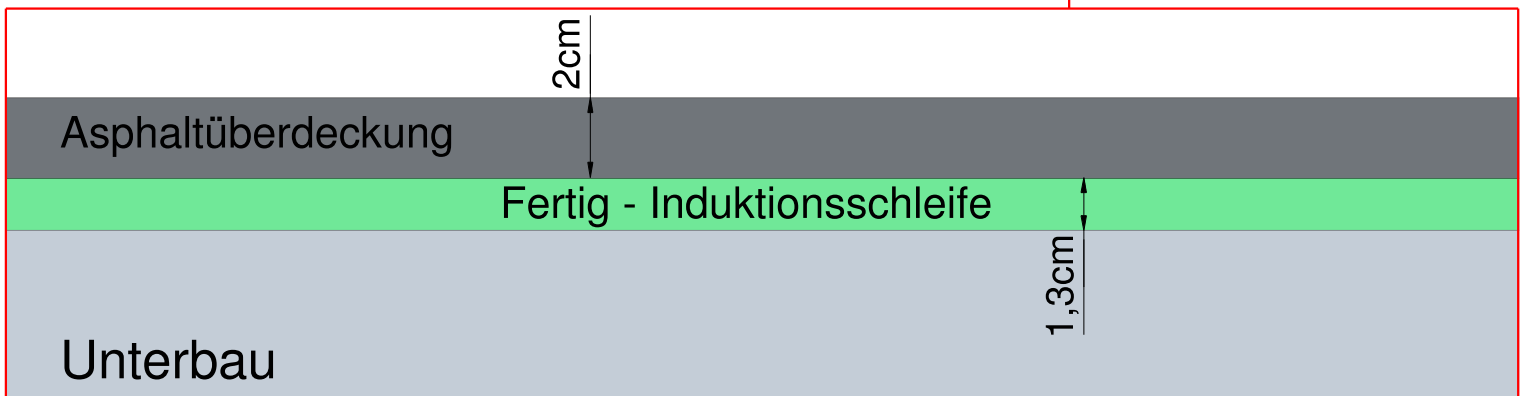 2cm
Asphaltüberdeckung
Fertig - Induktionsschleife
1,3cm
Unterbau